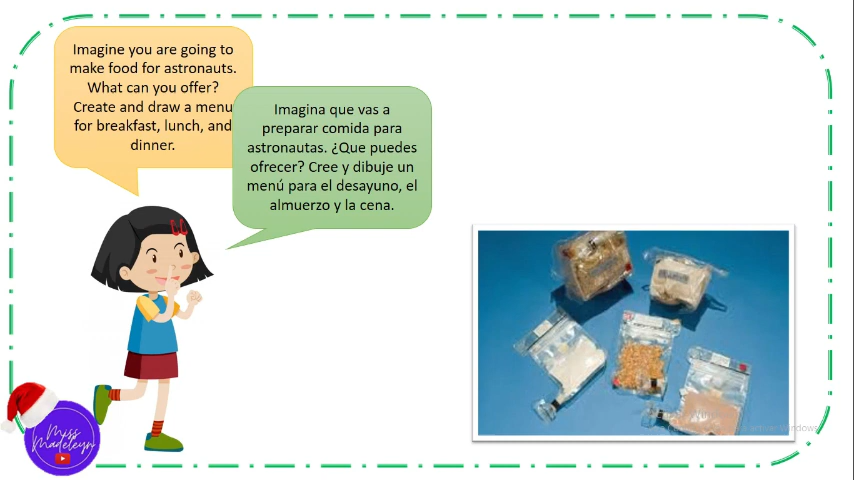 Imagine you are going to
make food for astronauts.
What can you offer?
Create and draw a menu
for breakfast, lunch, and
dinner.
Imagina que vas a
preparar comida para
astronautas. ¿Que puedes
ofrecer? Cree y dibuje un
menú para el desayuno, el
almuerzo y la cena.
Miss
Madeleyn